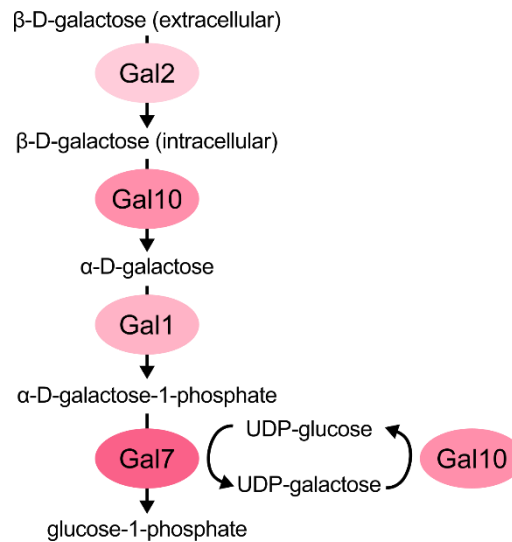 β-D-galactose (extracellular)
Gal2
β-D-galactose (intracellular)
Gal10
α-D-galactose
Gal1
α-D-galactose-1-phosphate
UDP-glucose
Gal7
Gal10
UDP-galactose
glucose-1-phosphate